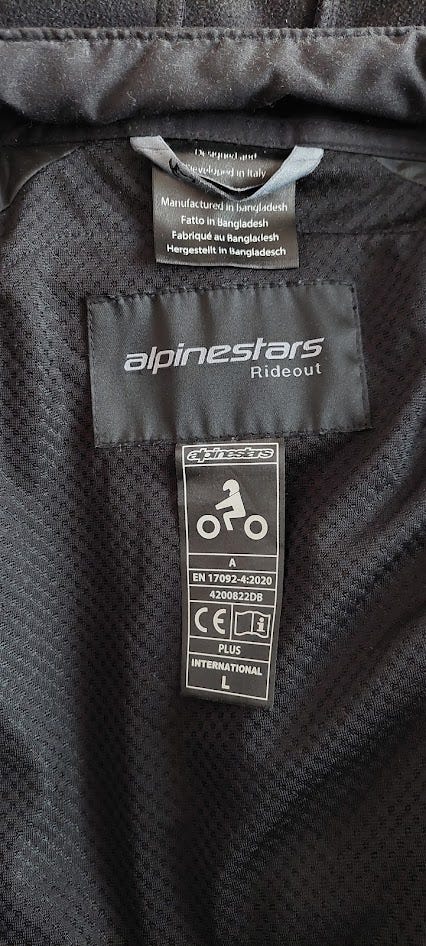 Designed and
Developed in Italy
Manufactured in Bangladesh
Fatto in Bangladesh
Fabriqué au Bangladesh
Hergestellt in Bangladesch
alpinestars
Rideout
alpinestars
A
EN 17092-4:2020
4200822DB
CE i
PLUS
INTERNATIONAL
L